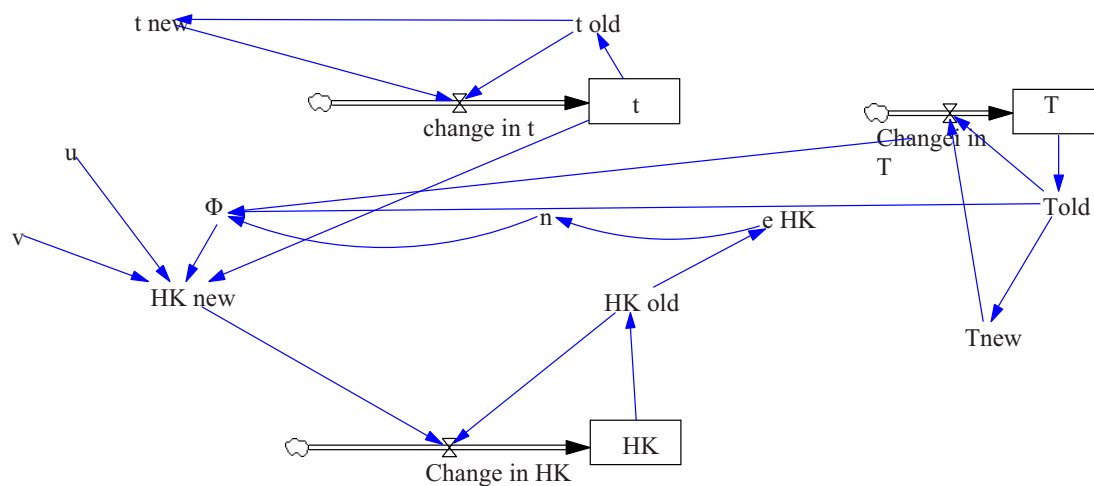 t new
t old
t
change in t
T
Changei in
T
u
Φ
n
e HK
Told
v
HK new
HK old
Tnew
HK
Change in HK